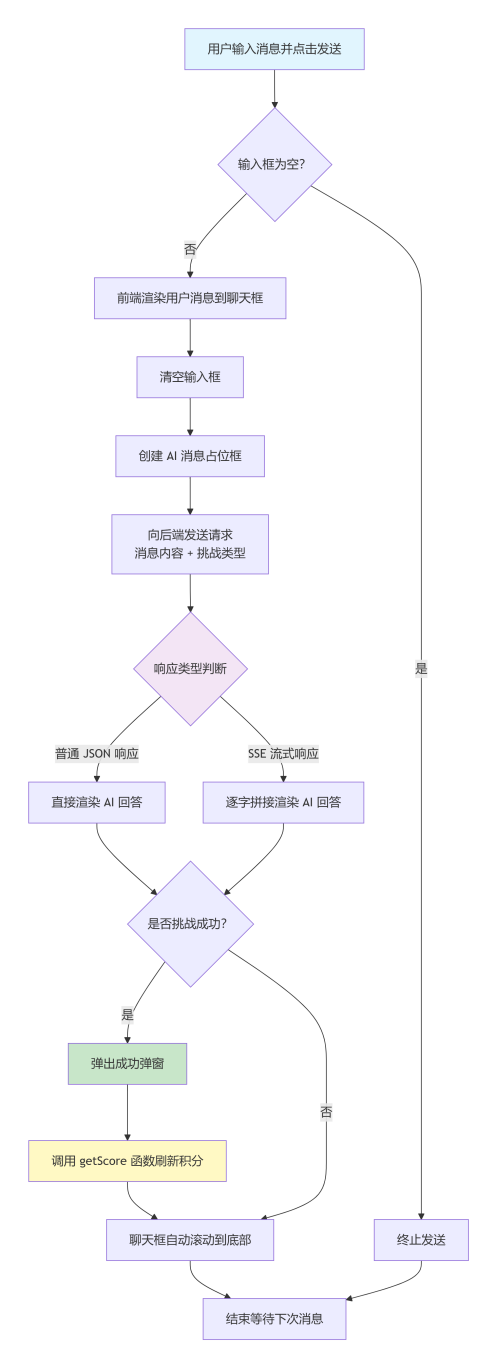 用户输入消息并点击发送
输入框为空?
否
前端渲染用户消息到聊天框
清空输入框
创建 AI 消息占位框
向后端发送请求
消息内容 + 挑战类型
响应类型判断
是
普通 JSON 响应
SSE 流式响应
直接渲染 AI 回答
逐字拼接渲染 AI 回答
是否挑战成功?
是
弹出成功弹窗
否
调用 getScore 函数刷新积分
聊天框自动滚动到底部
终止发送
结束等待下次消息